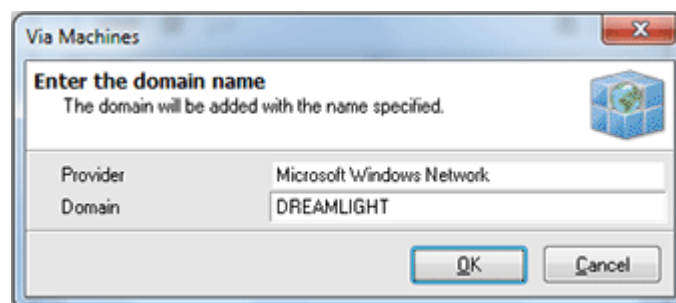 Via Machines
Enter the domain name
The domain will be added with the name specified.
Provider Microsoft Windows Network
Domain DREAMLIGHT
OK Cancel